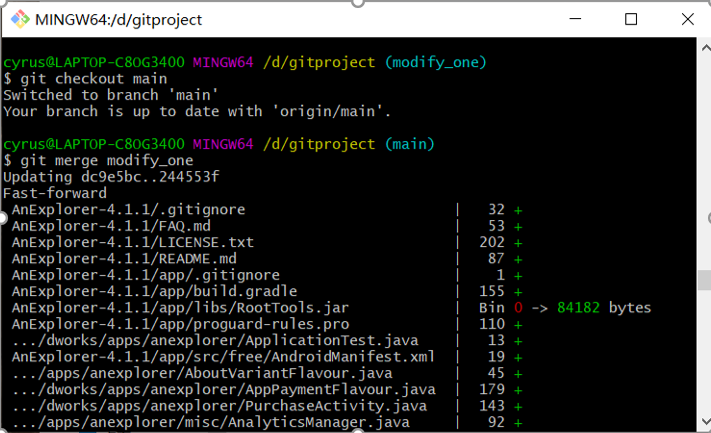 MINGW64:/d/gitproject
cyrus@LAPTOP-C8OG3400 MINGW64 /d/gitproject (modify_one)
$ git checkout main
Switched to branch 'main'
Your branch is up to date with 'origin/main'.
cyrus@LAPTOP-C8OG3400 MINGW64 /d/gitproject (main)
$ git merge modify_one
Updating dc9e5bc..244553f
Fast-forward
AnExplorer-4.1.1/.gitignore | 32 +
AnExplorer-4.1.1/FAQ.md | 53 +
AnExplorer-4.1.1/LICENSE.txt | 202 +
AnExplorer-4.1.1/README.md | 87 +
AnExplorer-4.1.1/app/.gitignore | 1 +
AnExplorer-4.1.1/app/build.gradle | 155 +
AnExplorer-4.1.1/app/libs/RootTools.jar | Bin 0 -> 84182 bytes
AnExplorer-4.1.1/app/proguard-rules.pro | 110 +
.../dworks/apps/anexplorer/ApplicationTest.java | 13 +
AnExplorer-4.1.1/app/src/free/AndroidManifest.xml | 19 +
.../apps/anexplorer/AboutVariantFlavour.java | 45 +
.../dworks/apps/anexplorer/AppPaymentFlavour.java | 179 +
.../dworks/apps/anexplorer/PurchaseActivity.java | 143 +
.../apps/anexplorer/misc/AnalyticsManager.java | 92 +